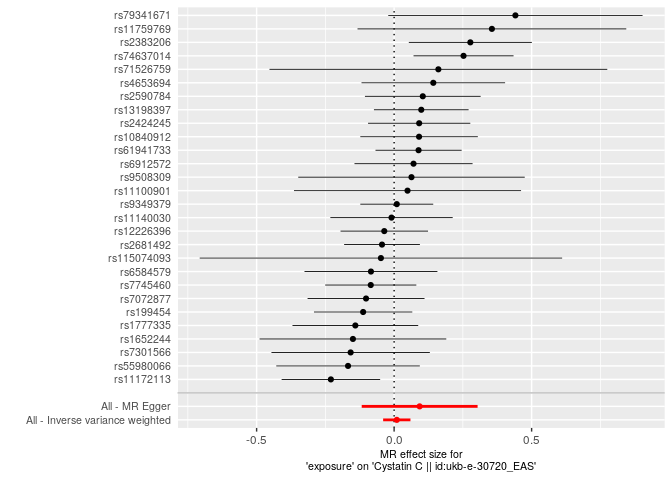 rs79341671
rs11759769
rs2383206
rs74637014
rs71526759
rs4653694
rs2590784
rs13198397
rs2424245
rs10840912
rs61941733
rs6912572
rs9508309
rs11100901
rs9349379
rs11140030
rs12226396
rs2681492
rs115074093
rs6584579
rs7745460
rs7072877
rs199454
rs1777335
rs1652244
rs7301566
rs55980066
rs11172113
All - MR Egger
All - Inverse variance weighted
-0.5 0.0 0.5
MR effect size for
'exposure' on 'Cystatin C || id:ukb-e-30720_EAS'